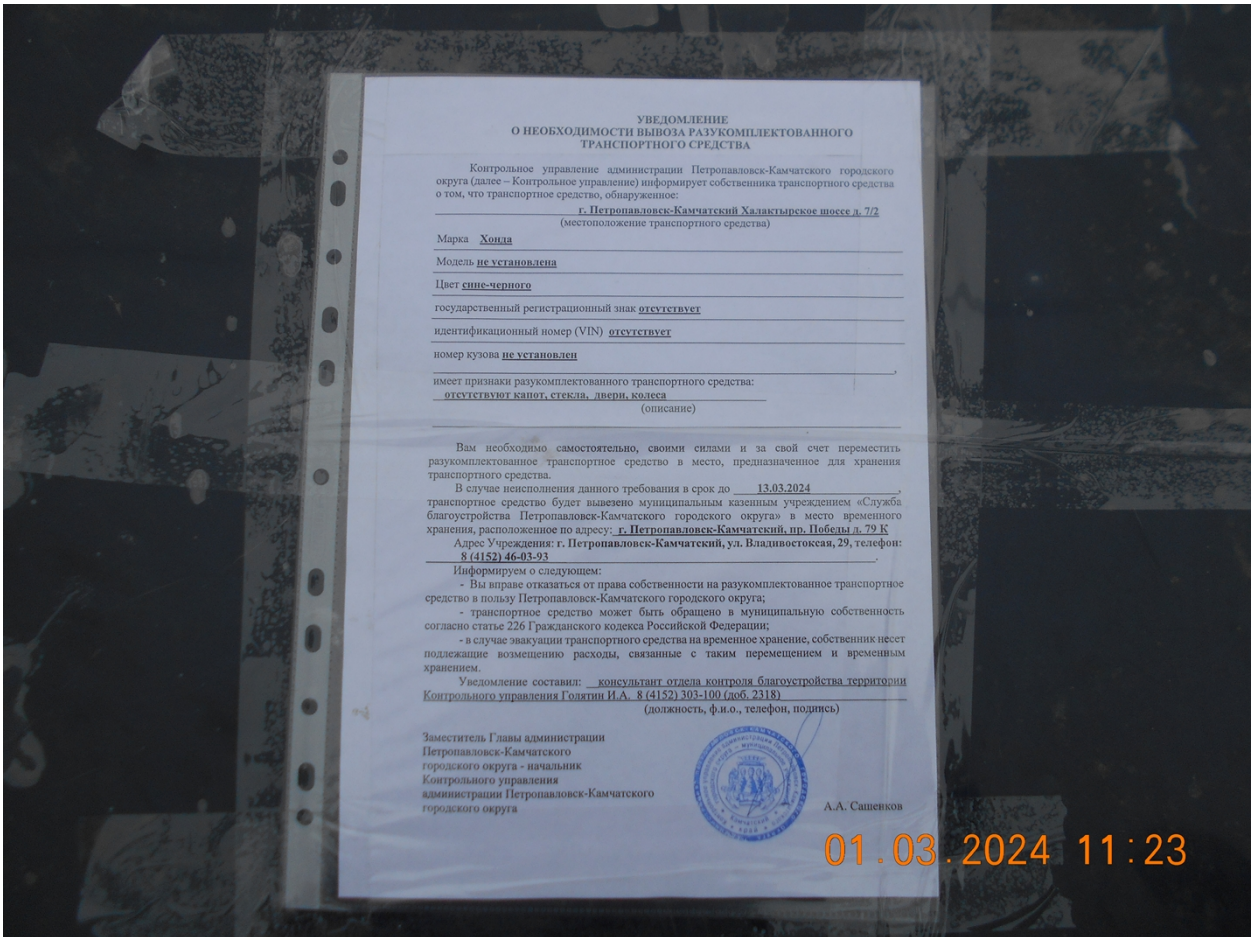 УВЕДОМЛЕНИЕ
О НЕОБХОДИМОСТИ ВЫВОЗА РАЗУКОМПЛЕКТОВАННОГО
ТРАНСПОРТНОГО СРЕДСТВА
Контрольное управление администрации Петропавловск-Камчатского городского
округа (далее – Контрольное управление) информирует собственника транспортного средства
о том, что транспортное средство, обнаруженное:
г. Петропавловск-Камчатский Халактырское шоссе д. 7/2
(местоположение транспортного средства)
Марка Хонда
Модель не установлена
Цвет сине-черного
государственный регистрационный знак отсутствует
идентификационный номер (VIN) отсутствует
номер кузова не установлен
,
имеет признаки разукомплектованного транспортного средства:
отсутствуют капот, стекла, двери, колеса
(описание)
Вам необходимо самостоятельно, своими силами и за свой счет переместить
разукомплектованное транспортное средство в место, предназначенное для хранения
транспортного средства.
В случае неисполнения данного требования в срок до 13.03.2024,
транспортное средство будет вывезено муниципальным казенным учреждением «Служба
благоустройства Петропавловск-Камчатского городского округа» в место временного
хранения, расположенное по адресу: г. Петропавловск-Камчатский, пр. Победы д. 79 К
Адрес Учреждения: г. Петропавловск-Камчатский, ул. Владивостоксая, 29, телефон:
8 (4152) 46-03-93.
Информируем о следующем:
- Вы вправе отказаться от права собственности на разукомплектованное транспортное
средство в пользу Петропавловск-Камчатского городского округа;
- транспортное средство может быть обращено в муниципальную собственность
согласно статье 226 Гражданского кодекса Российской Федерации;
- в случае эвакуации транспортного средства на временное хранение, собственник несет
подлежащие возмещению расходы, связанные с таким перемещением и временным
хранением.
Уведомление составил: консультант отдела контроля благоустройства территории
Контрольного управления Голятин И.А. 8 (4152) 303-100 (доб. 2318)
(должность, ф.и.о., телефон, подпись)
Заместитель Главы администрации
Петропавловск-Камчатского
городского округа - начальник
Контрольного управления
администрации Петропавловск-Камчатского
городского округа
А.А. Сашенков
01.03.2024 11:23